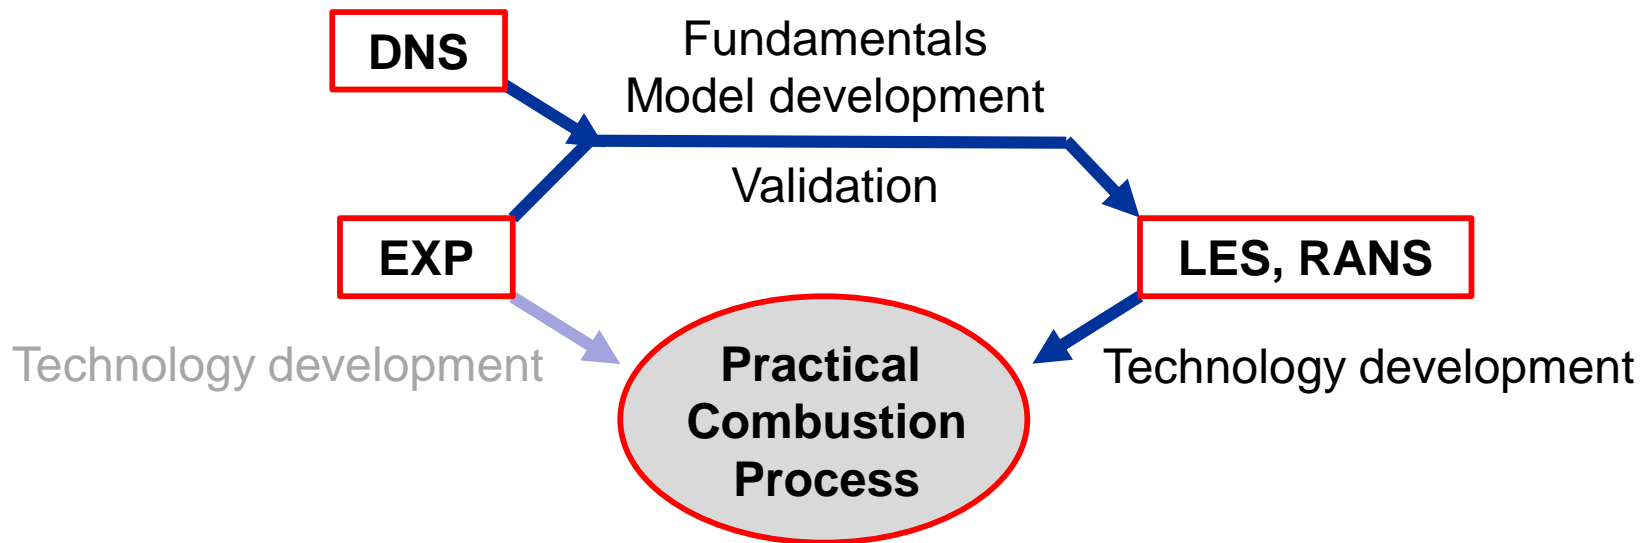 DNS
Fundamentals
Model development
Validation
EXP
LES, RANS
Technology development
Practical
Combustion
Process
Technology development